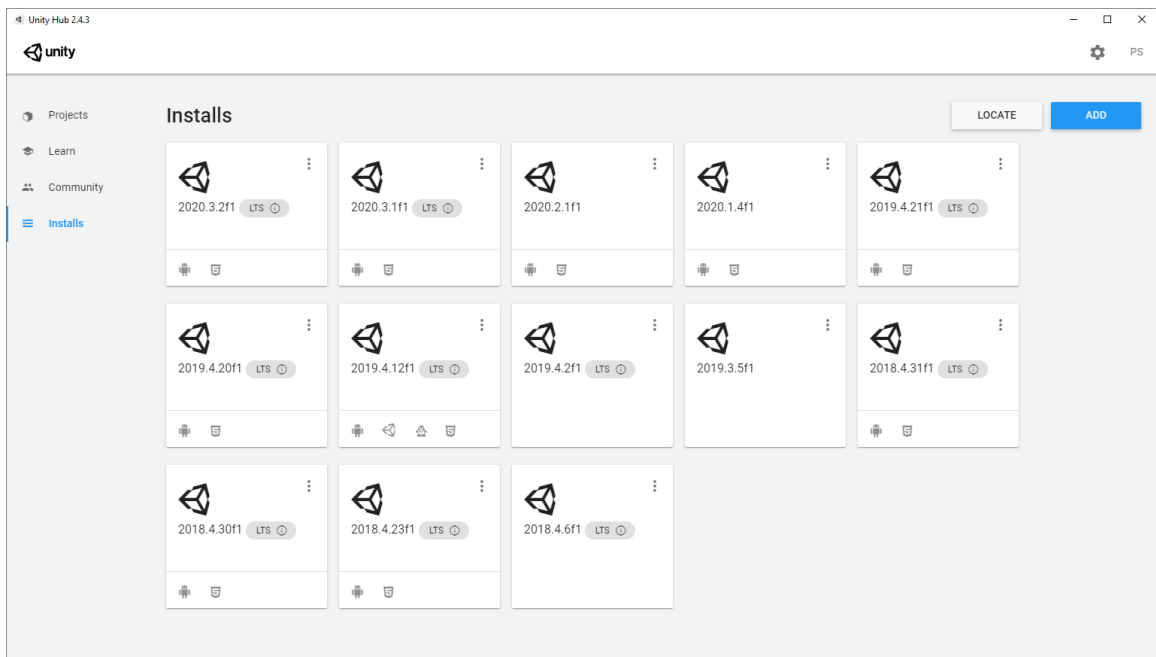 Unity Hub 2.4.3
unity
PS
Projects
Learn
Community
Installs
Installs
LOCATE
ADD
2020.3.2f1 LTS
2020.3.1f1 LTS
2020.2.1f1
2020.1.4f1
2019.4.21f1 LTS
2019.4.20f1 LTS
2019.4.12f1 LTS
2019.4.2f1 LTS
2019.3.5f1
2018.4.31f1 LTS
2018.4.30f1 LTS
2018.4.23f1 LTS
2018.4.6f1 LTS